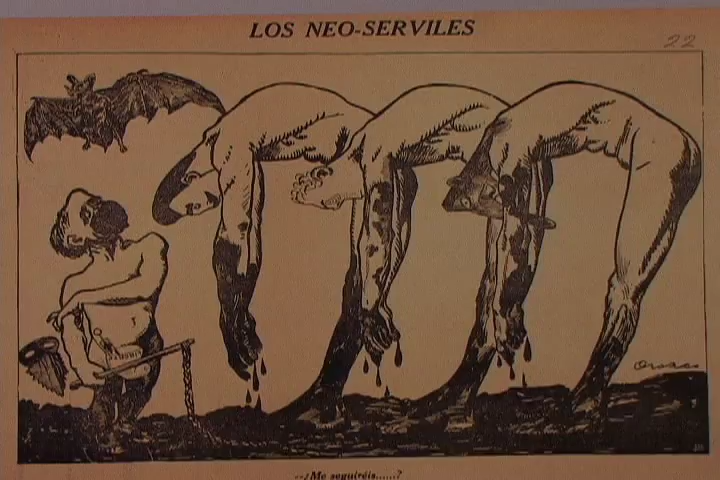 LOS NEO-SERVILES
22
Orozco
--¿Me seguiréis......?